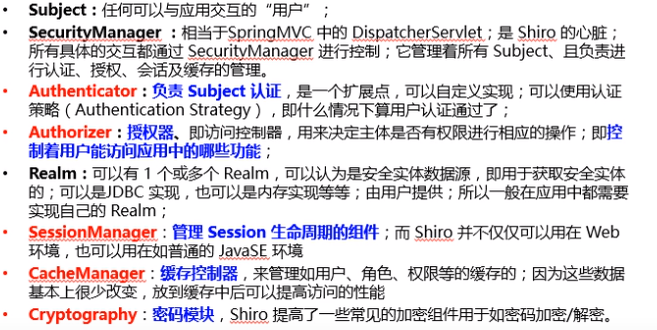 • Subject：任何可以与应用交互的“用户”；
• SecurityManager ：相当于SpringMVC 中的 DispatcherServlet；是 Shiro 的心脏；
所有具体的交互都通过 SecurityManager 进行控制；它管理着所有 Subject、且负责进
行认证、授权、会话及缓存的管理。
• Authenticator：负责 Subject 认证，是一个扩展点，可以自定义实现；可以使用认证
策略（Authentication Strategy），即什么情况下算用户认证通过了；
• Authorizer：授权器、即访问控制器，用来决定主体是否有权限进行相应的操作；即控
制着用户能访问应用中的哪些功能；
• Realm：可以有 1 个或多个 Realm，可以认为是安全实体数据源，即用于获取安全实体
的；可以是JDBC 实现，也可以是内存实现等等；由用户提供；所以一般在应用中都需要
实现自己的 Realm；
• SessionManager：管理 Session 生命周期的组件；而 Shiro 并不仅仅可以用在 Web
环境，也可以用在如普通的 JavaSE 环境
• CacheManager：缓存控制器，来管理如用户、角色、权限等的缓存的；因为这些数据
基本上很少改变，放到缓存中后可以提高访问的性能
• Cryptography：密码模块，Shiro 提高了一些常见的加密组件用于如密码加密/解密。